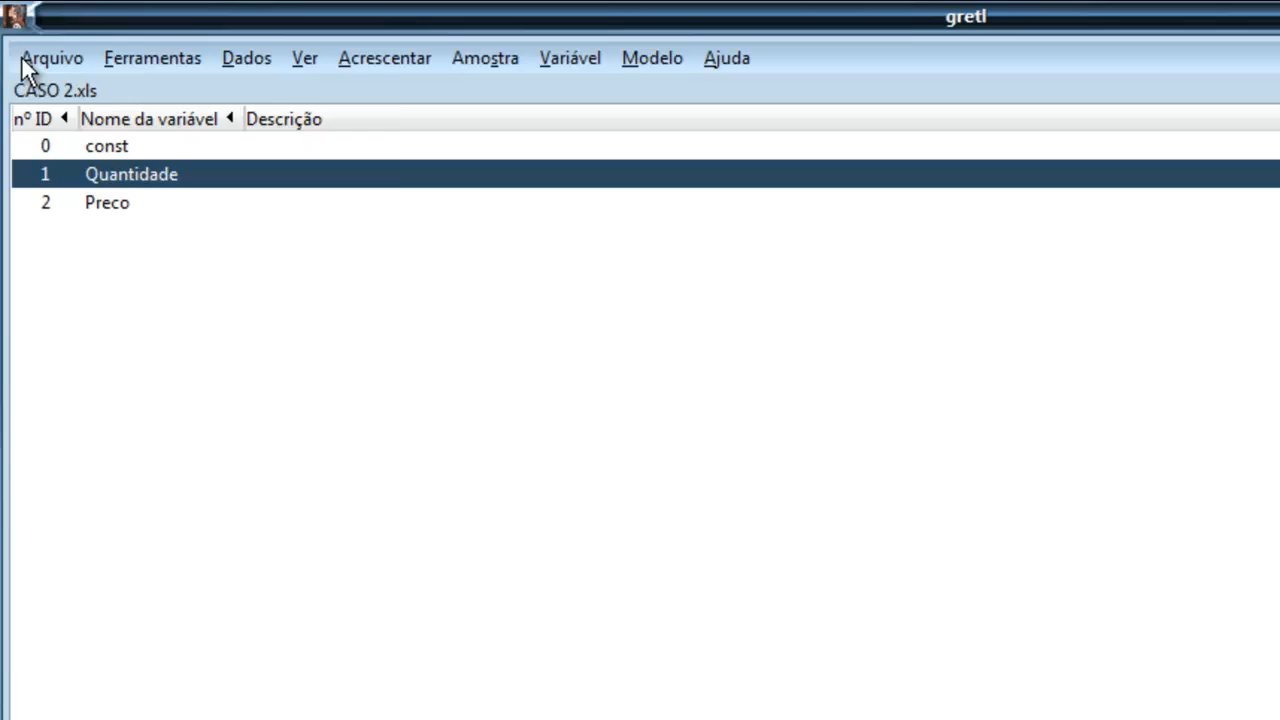 gretl
Arquivo Ferramentas Dados Ver Acrescentar Amostra Variável Modelo Ajuda
CASO 2.xls
nº ID Nome da variável Descrição
0 const
1 Quantidade
2 Preco